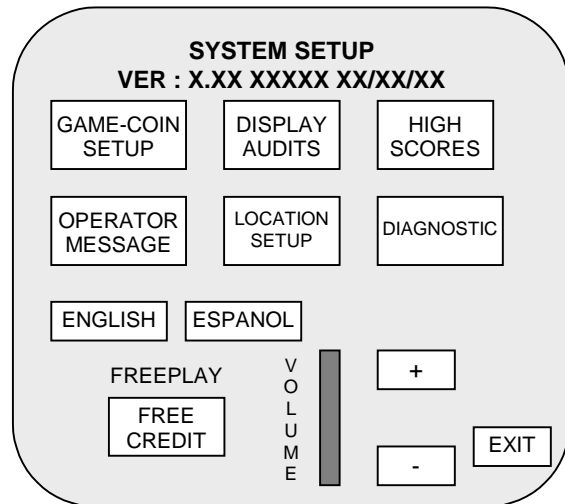 SYSTEM SETUP
VER : X.XX XXXXX XX/XX/XX
GAME-COIN
SETUP
DISPLAY
AUDITS
HIGH
SCORES
OPERATOR
MESSAGE
LOCATION
SETUP
DIAGNOSTIC
ENGLISH
ESPANOL
FREEPLAY
FREE
CREDIT
VOLUME
+
-
EXIT